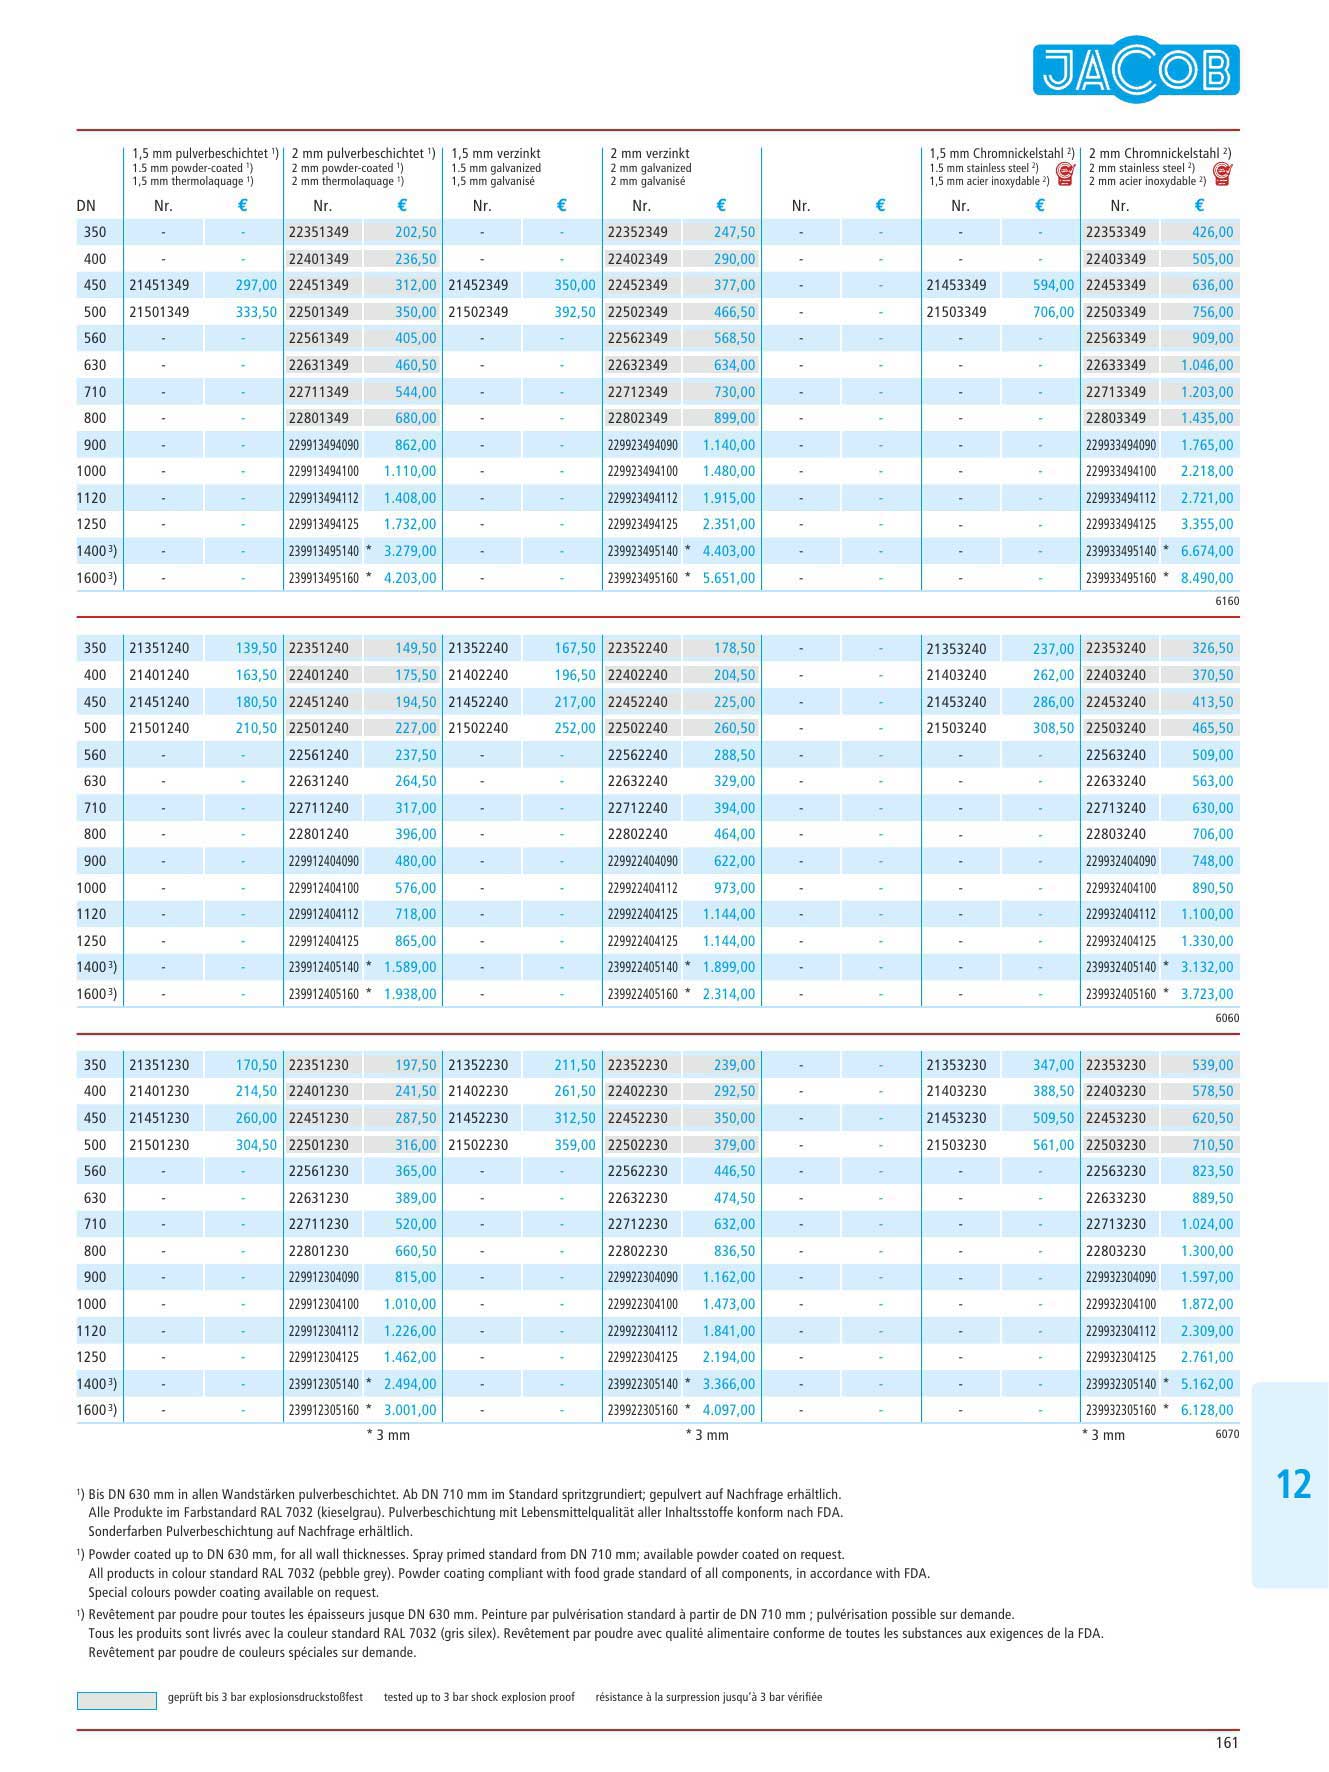 JACOB
1,5 mm pulverbeschichtet ¹) 2 mm pulverbeschichtet ¹) 1,5 mm verzinkt 2 mm verzinkt 1,5 mm Chromnickelstahl ²) 2 mm Chromnickelstahl ²)
1.5 mm powder-coated ¹) 2 mm powder-coated ¹) 1.5 mm galvanized 2 mm galvanized 1.5 mm stainless steel ²) 2 mm stainless steel ²)
1,5 mm thermolaquage ¹) 2 mm thermolaquage ¹) 1,5 mm galvanisé 2 mm galvanisé 1,5 mm acier inoxydable ²) 2 mm acier inoxydable ²)
DN Nr. € Nr. € Nr. € Nr. € Nr. € Nr. € Nr. €
350 - - 22351349 202,50 - - 22352349 247,50 - - - - 22353349 426,00
400 - - 22401349 236,50 - - 22402349 290,00 - - - - 22403349 505,00
450 21451349 297,00 22451349 312,00 21452349 350,00 22452349 377,00 - - 21453349 594,00 22453349 636,00
500 21501349 333,50 22501349 350,00 21502349 392,50 22502349 466,50 - - 21503349 706,00 22503349 756,00
560 - - 22561349 405,00 - - 22562349 568,50 - - - - 22563349 909,00
630 - - 22631349 460,50 - - 22632349 634,00 - - - - 22633349 1.046,00
710 - - 22711349 544,00 - - 22712349 730,00 - - - - 22713349 1.203,00
800 - - 22801349 680,00 - - 22802349 899,00 - - - - 22803349 1.435,00
900 - - 229913494090 862,00 - - 229923494090 1.140,00 - - - - 229933494090 1.765,00
1000 - - 229913494100 1.110,00 - - 229923494100 1.480,00 - - - - 229933494100 2.218,00
1120 - - 229913494112 1.408,00 - - 229923494112 1.915,00 - - - - 229933494112 2.721,00
1250 - - 229913494125 1.732,00 - - 229923494125 2.351,00 - - - - 229933494125 3.355,00
1400 ³) - - 239913495140 * 3.279,00 - - 239923495140 * 4.403,00 - - - - 239933495140 * 6.674,00
1600 ³) - - 239913495160 * 4.203,00 - - 239923495160 * 5.651,00 - - - - 239933495160 * 8.490,00
6160
350 21351240 139,50 22351240 149,50 21352240 167,50 22352240 178,50 - - 21353240 237,00 22353240 326,50
400 21401240 163,50 22401240 175,50 21402240 196,50 22402240 204,50 - - 21403240 262,00 22403240 370,50
450 21451240 180,50 22451240 194,50 21452240 217,00 22452240 225,00 - - 21453240 286,00 22453240 413,50
500 21501240 210,50 22501240 227,00 21502240 252,00 22502240 260,50 - - 21503240 308,50 22503240 465,50
560 - - 22561240 237,50 - - 22562240 288,50 - - - - 22563240 509,00
630 - - 22631240 264,50 - - 22632240 329,00 - - - - 22633240 563,00
710 - - 22711240 317,00 - - 22712240 394,00 - - - - 22713240 630,00
800 - - 22801240 396,00 - - 22802240 464,00 - - - - 22803240 706,00
900 - - 229912404090 480,00 - - 229922404090 622,00 - - - - 229932404090 748,00
1000 - - 229912404100 576,00 - - 229922404112 973,00 - - - - 229932404100 890,50
1120 - - 229912404112 718,00 - - 229922404125 1.144,00 - - - - 229932404112 1.100,00
1250 - - 229912404125 865,00 - - 229922404125 1.144,00 - - - - 229932404125 1.330,00
1400 ³) - - 239912405140 * 1.589,00 - - 239922405140 * 1.899,00 - - - - 239932405140 * 3.132,00
1600 ³) - - 239912405160 * 1.938,00 - - 239922405160 * 2.314,00 - - - - 239932405160 * 3.723,00
6060
350 21351230 170,50 22351230 197,50 21352230 211,50 22352230 239,00 - - 21353230 347,00 22353230 539,00
400 21401230 214,50 22401230 241,50 21402230 261,50 22402230 292,50 - - 21403230 388,50 22403230 578,50
450 21451230 260,00 22451230 287,50 21452230 312,50 22452230 350,00 - - 21453230 509,50 22453230 620,50
500 21501230 304,50 22501230 316,00 21502230 359,00 22502230 379,00 - - 21503230 561,00 22503230 710,50
560 - - 22561230 365,00 - - 22562230 446,50 - - - - 22563230 823,50
630 - - 22631230 389,00 - - 22632230 474,50 - - - - 22633230 889,50
710 - - 22711230 520,00 - - 22712230 632,00 - - - - 22713230 1.024,00
800 - - 22801230 660,50 - - 22802230 836,50 - - - - 22803230 1.300,00
900 - - 229912304090 815,00 - - 229922304090 1.162,00 - - - - 229932304090 1.597,00
1000 - - 229912304100 1.010,00 - - 229922304100 1.473,00 - - - - 229932304100 1.872,00
1120 - - 229912304112 1.226,00 - - 229922304112 1.841,00 - - - - 229932304112 2.309,00
1250 - - 229912304125 1.462,00 - - 229922304125 2.194,00 - - - - 229932304125 2.761,00
1400 ³) - - 239912305140 * 2.494,00 - - 239922305140 * 3.366,00 - - - - 239932305140 * 5.162,00
1600 ³) - - 239912305160 * 3.001,00 - - 239922305160 * 4.097,00 - - - - 239932305160 * 6.128,00
* 3 mm * 3 mm * 3 mm 6070
12
¹) Bis DN 630 mm in allen Wandstärken pulverbeschichtet. Ab DN 710 mm im Standard spritzgrundiert; gepulvert auf Nachfrage erhältlich.
Alle Produkte im Farbstandard RAL 7032 (kieselgrau). Pulverbeschichtung mit Lebensmittelqualität aller Inhaltsstoffe konform nach FDA.
Sonderfarben Pulverbeschichtung auf Nachfrage erhältlich.
¹) Powder coated up to DN 630 mm, for all wall thicknesses. Spray primed standard from DN 710 mm; available powder coated on request.
All products in colour standard RAL 7032 (pebble grey). Powder coating compliant with food grade standard of all components, in accordance with FDA.
Special colours powder coating available on request.
¹) Revêtement par poudre pour toutes les épaisseurs jusque DN 630 mm. Peinture par pulvérisation standard à partir de DN 710 mm ; pulvérisation possible sur demande.
Tous les produits sont livrés avec la couleur standard RAL 7032 (gris silex). Revêtement par poudre avec qualité alimentaire conforme de toutes les substances aux exigences de la FDA.
Revêtement par poudre de couleurs spéciales sur demande.
geprüft bis 3 bar explosionsdruckstoßfest tested up to 3 bar shock explosion proof résistance à la surpression jusqu'à 3 bar vérifiée
161